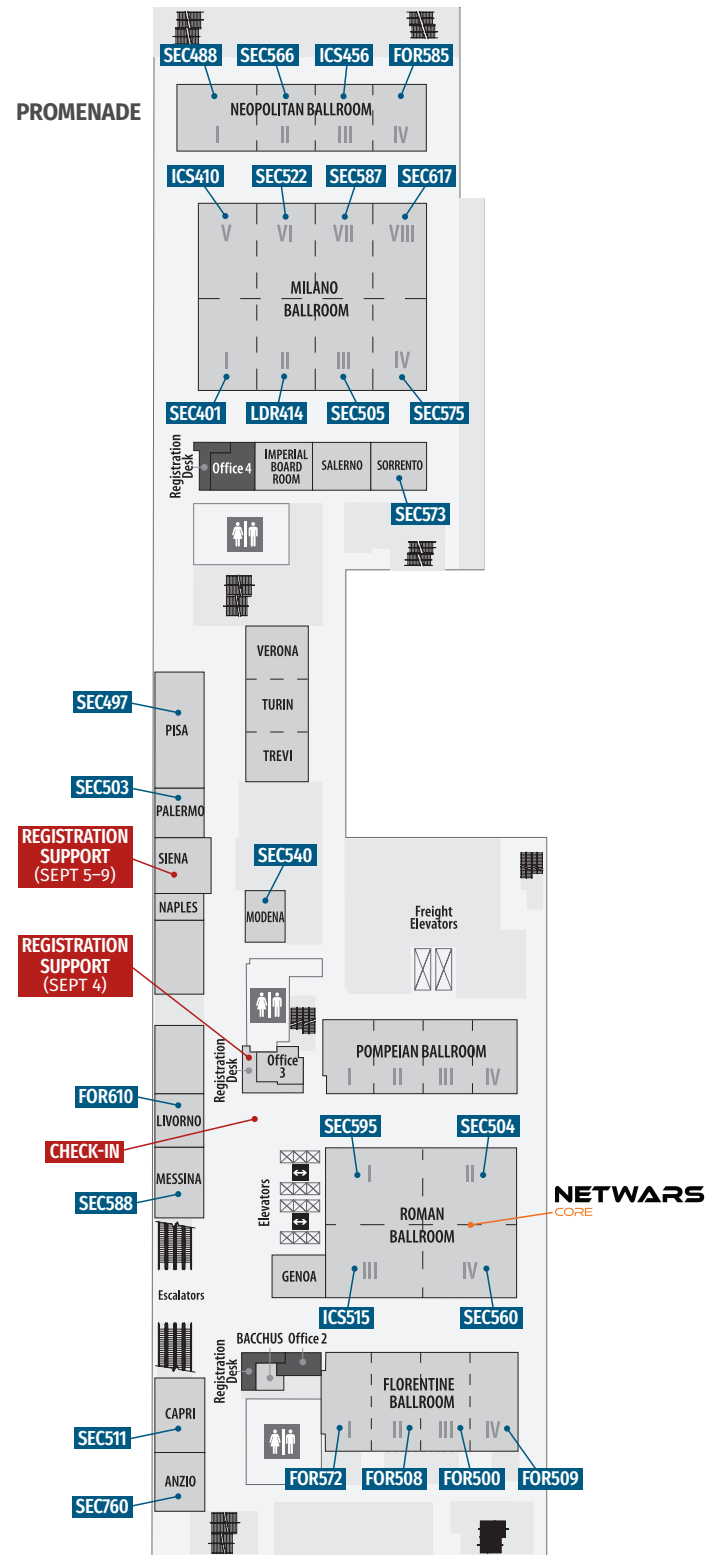 SEC488 SEC566 ICS456 FOR585
PROMENADE
NEOPOLITAN BALLROOM
I II III IV
ICS410 SEC522 SEC587 SEC617
V VI VII VIII
MILANO
BALLROOM
I II III IV
SEC401 LDR414 SEC505 SEC575
Registration
Desk
Office 4
IMPERIAL
BOARD
ROOM
SALERNO
SORRENTO
SEC573
VERONA
SEC497
TURIN
PISA
TREVI
SEC503
PALERMO
REGISTRATION
SUPPORT
(SEPT 5–9)
SIENA
SEC540
NAPLES
MODENA
Freight
Elevators
REGISTRATION
SUPPORT
(SEPT 4)
Registration
Desk
Office
3
POMPEIAN BALLROOM
I II III IV
FOR610
LIVORNO
CHECK-IN
SEC595 SEC504
MESSINA
SEC588
Elevators
I II
ROMAN
BALLROOM
NETWARS
CORE
GENOA
III IV
Escalators
ICS515 SEC560
BACCHUS Office 2
Registration
Desk
FLORENTINE
BALLROOM
CAPRI
SEC511
I II III IV
ANZIO
FOR572 FOR508 FOR500 FOR509
SEC760